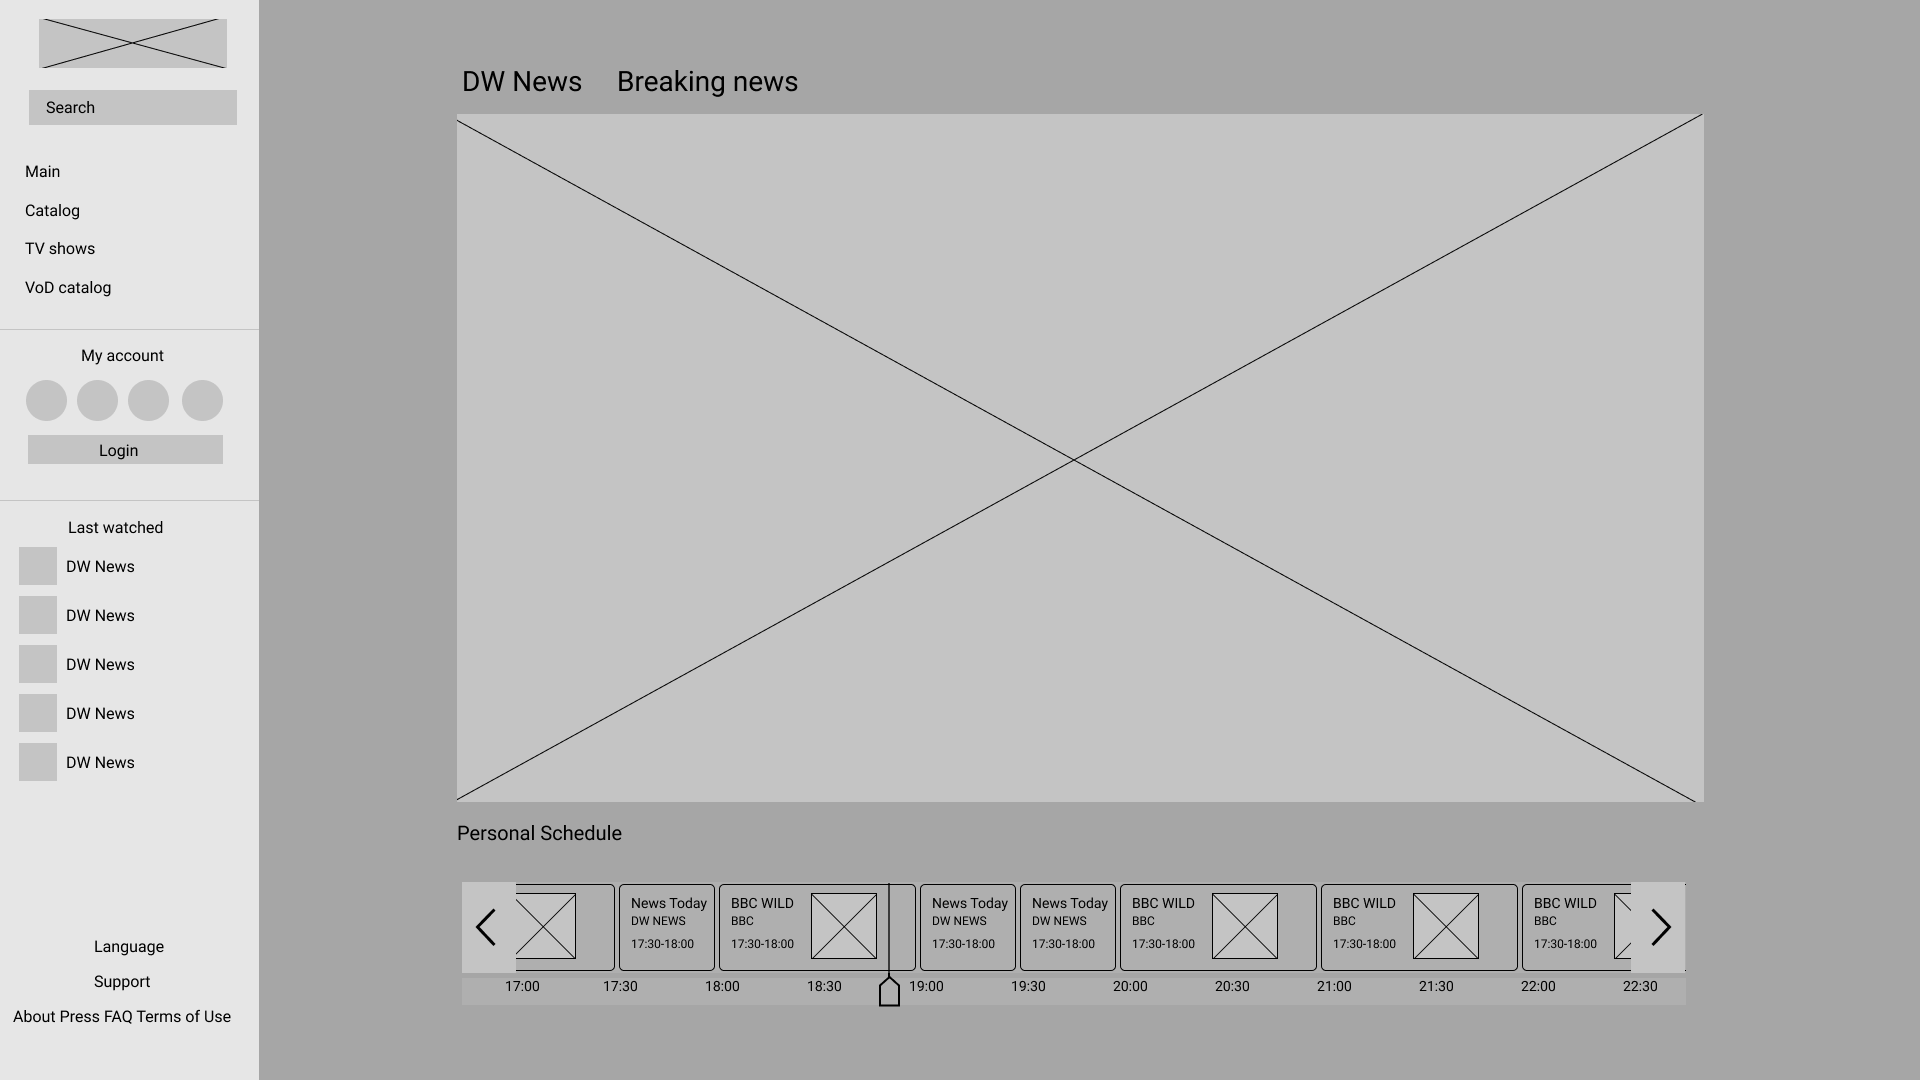 Search
Main
Catalog
TV shows
VoD catalog
My account
Login
Last watched
DW News
DW News
DW News
DW News
DW News
Language
Support
About Press FAQ Terms of Use
DW News Breaking news
Personal Schedule
News Today
DW NEWS
17:30-18:00
BBC WILD
BBC
17:30-18:00
News Today
DW NEWS
17:30-18:00
News Today
DW NEWS
17:30-18:00
BBC WILD
BBC
17:30-18:00
BBC WILD
BBC
17:30-18:00
BBC WILD
BBC
17:30-18:00
17:00 17:30 18:00 18:30 19:00 19:30 20:00 20:30 21:00 21:30 22:00 22:30